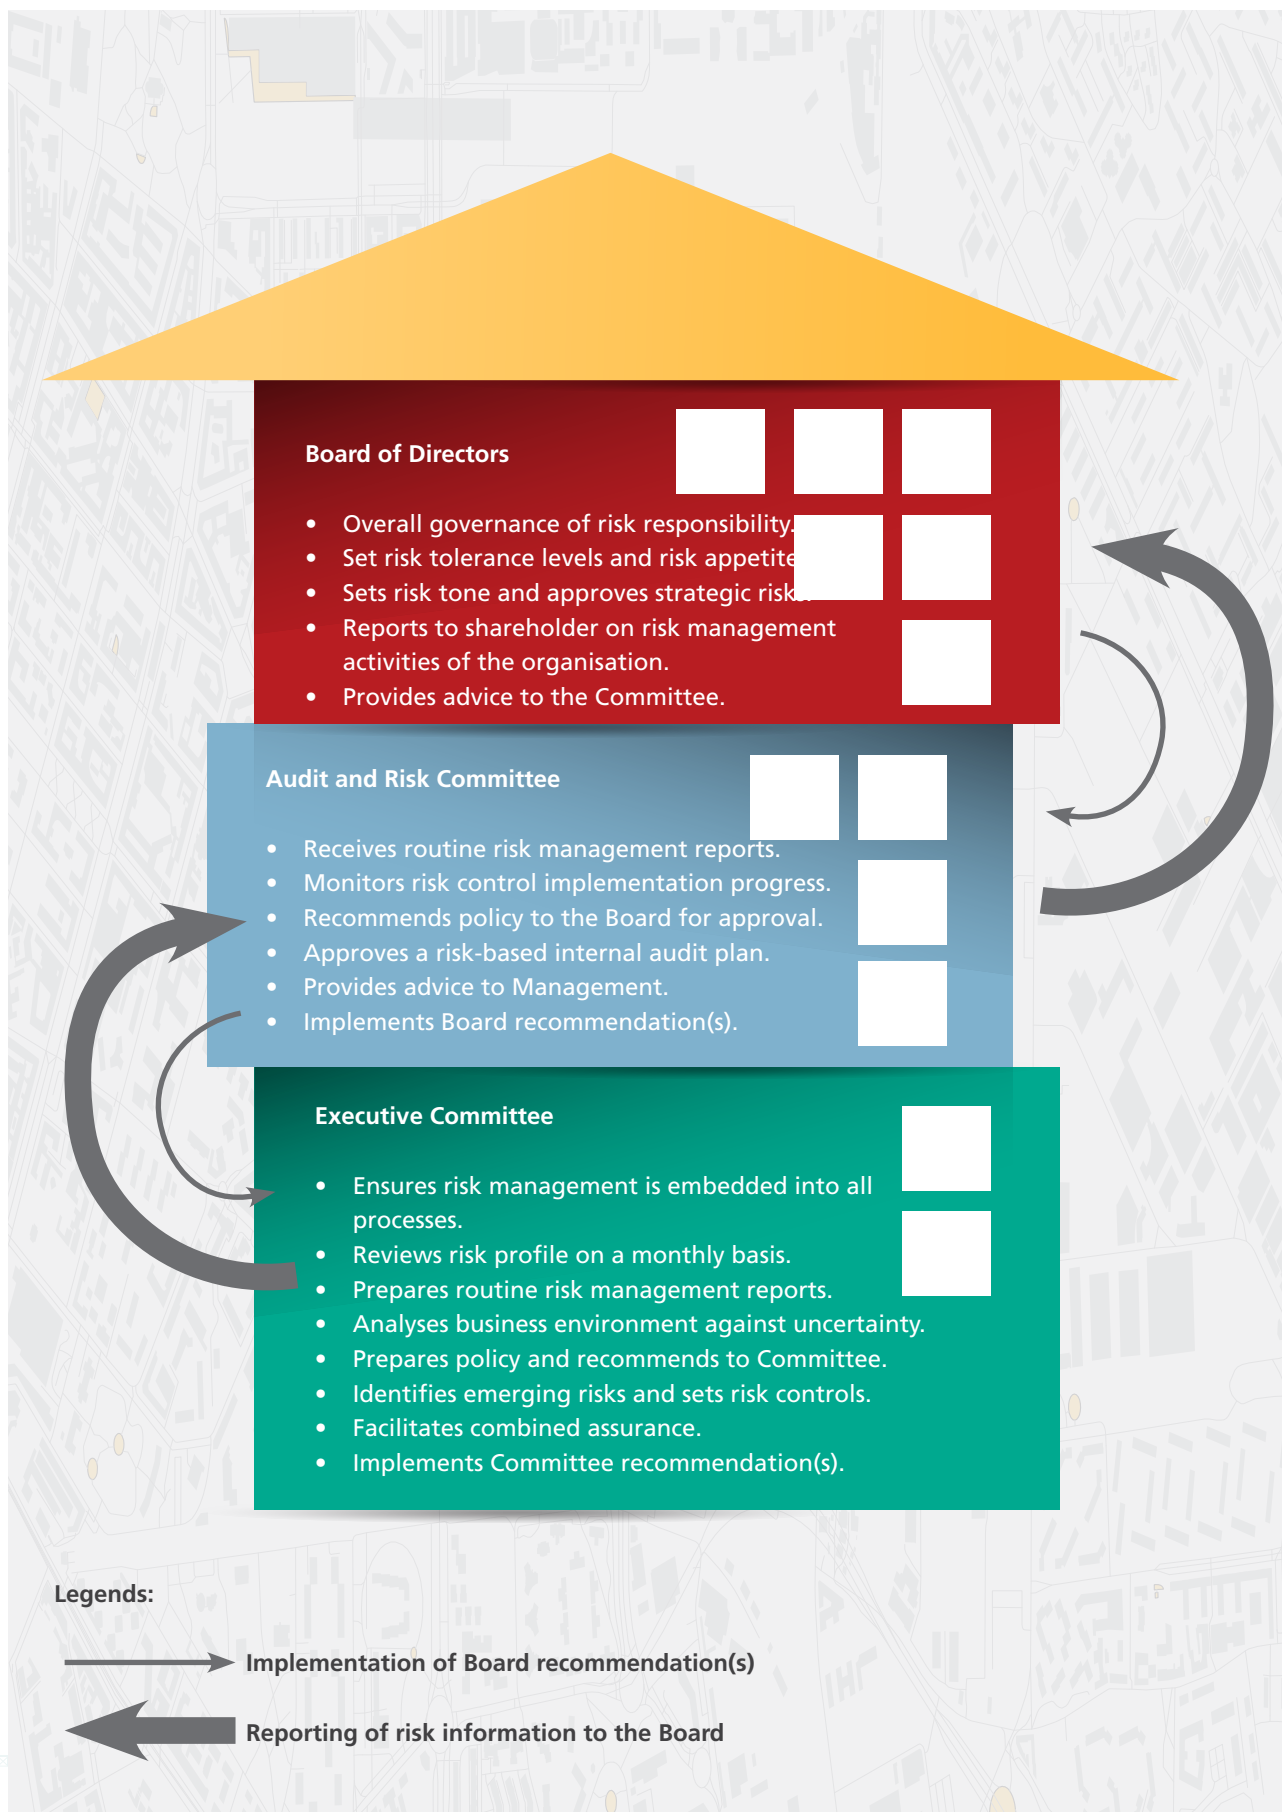 Board of Directors
• Overall governance of risk responsibility.
• Set risk tolerance levels and risk appetite
• Sets risk tone and approves strategic risks.
• Reports to shareholder on risk management
activities of the organisation.
• Provides advice to the Committee.
Audit and Risk Committee
• Receives routine risk management reports.
• Monitors risk control implementation progress.
• Recommends policy to the Board for approval.
• Approves a risk-based internal audit plan.
• Provides advice to Management.
• Implements Board recommendation(s).
Executive Committee
• Ensures risk management is embedded into all
processes.
• Reviews risk profile on a monthly basis.
• Prepares routine risk management reports.
• Analyses business environment against uncertainty.
• Prepares policy and recommends to Committee.
• Identifies emerging risks and sets risk controls.
• Facilitates combined assurance.
• Implements Committee recommendation(s).
Legends:
Implementation of Board recommendation(s)
Reporting of risk information to the Board